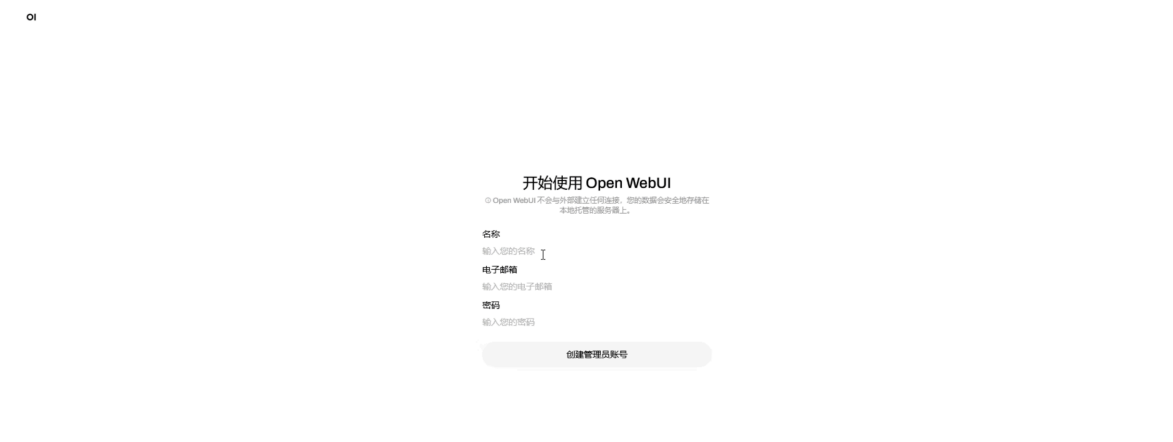 OI
开始使用 Open WebUI
Open WebUI 不会与外部建立任何连接，您的数据会安全地存储在
本地托管的服务器上。
名称
输入您的名称
电子邮箱
输入您的电子邮箱
密码
输入您的密码
创建管理员账号